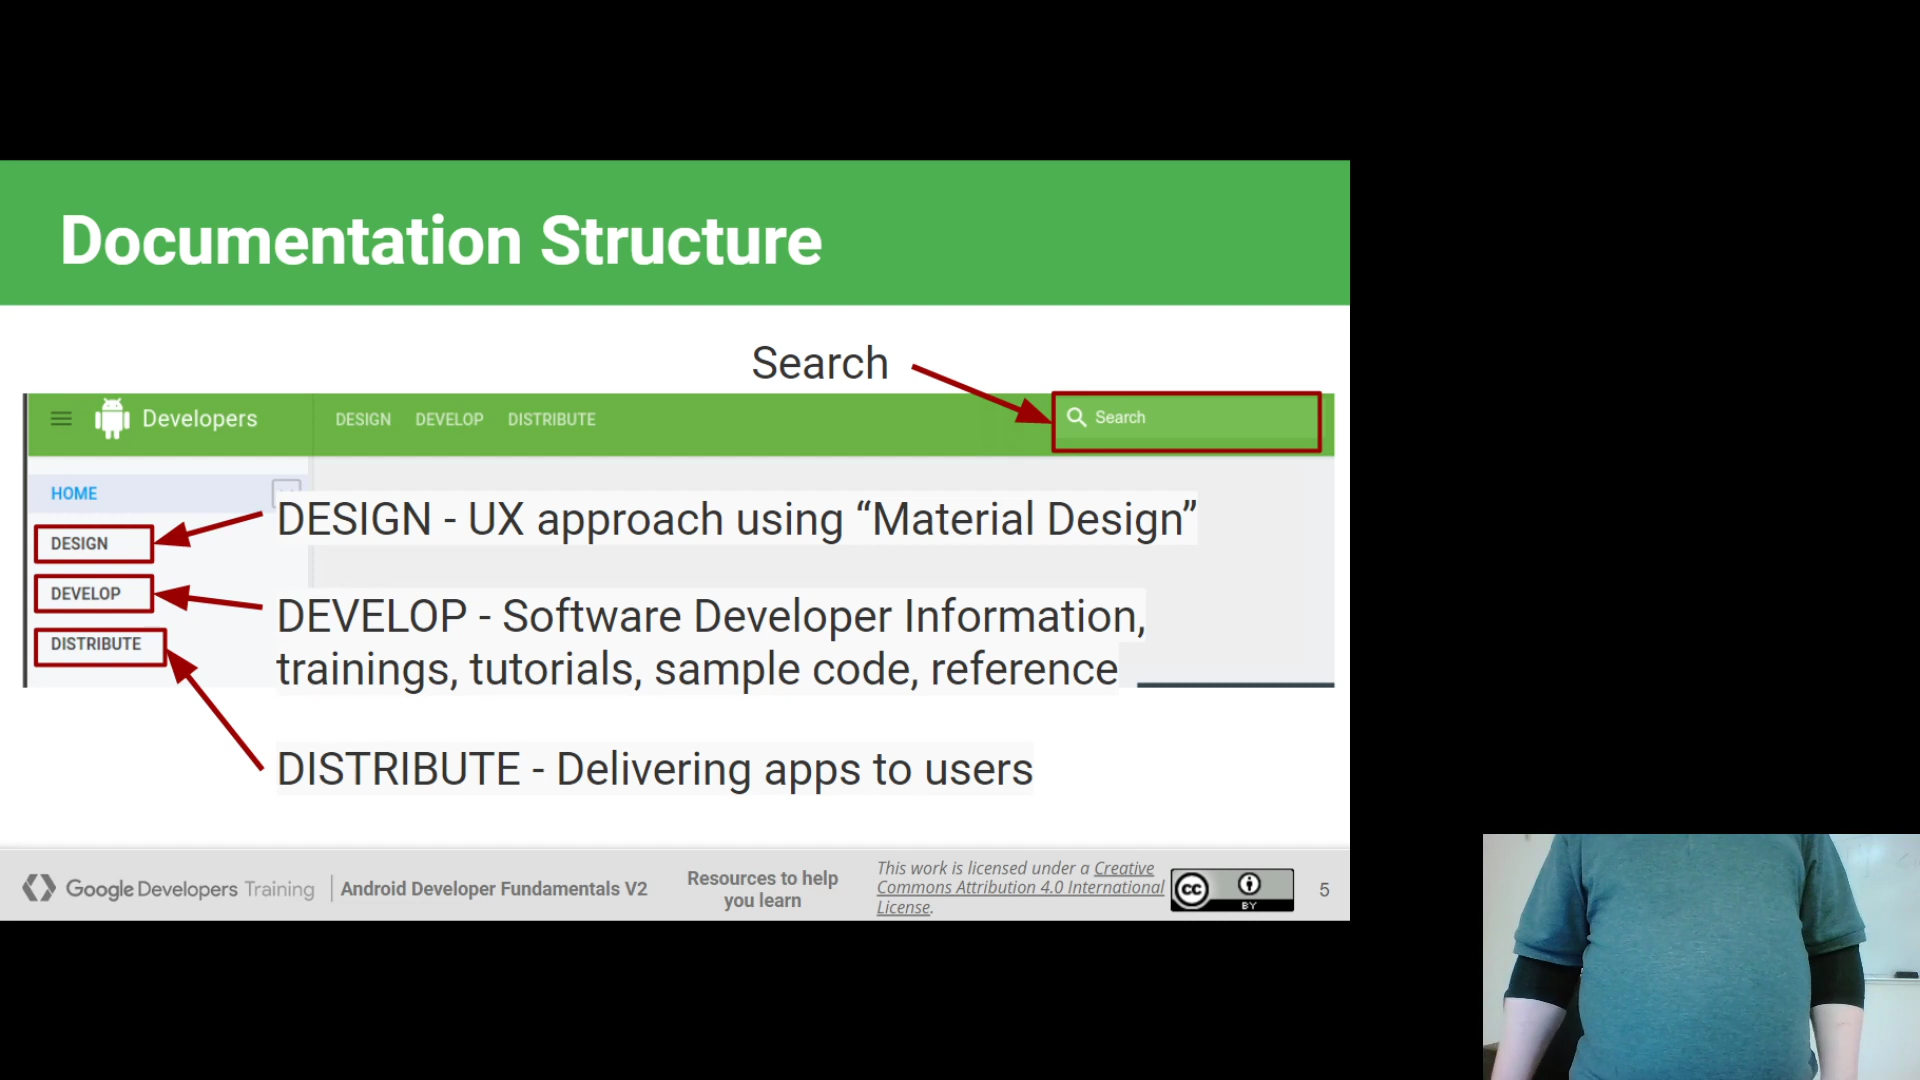 Documentation Structure
Search
Developers
DESIGN DEVELOP DISTRIBUTE
Search
HOME
DESIGN
DEVELOP
DISTRIBUTE
DESIGN - UX approach using “Material Design”
DEVELOP - Software Developer Information,
trainings, tutorials, sample code, reference
DISTRIBUTE - Delivering apps to users
Google Developers Training
Android Developer Fundamentals V2
Resources to help
you learn
This work is licensed under a Creative
Commons Attribution 4.0 International
License.
cc
BY
5